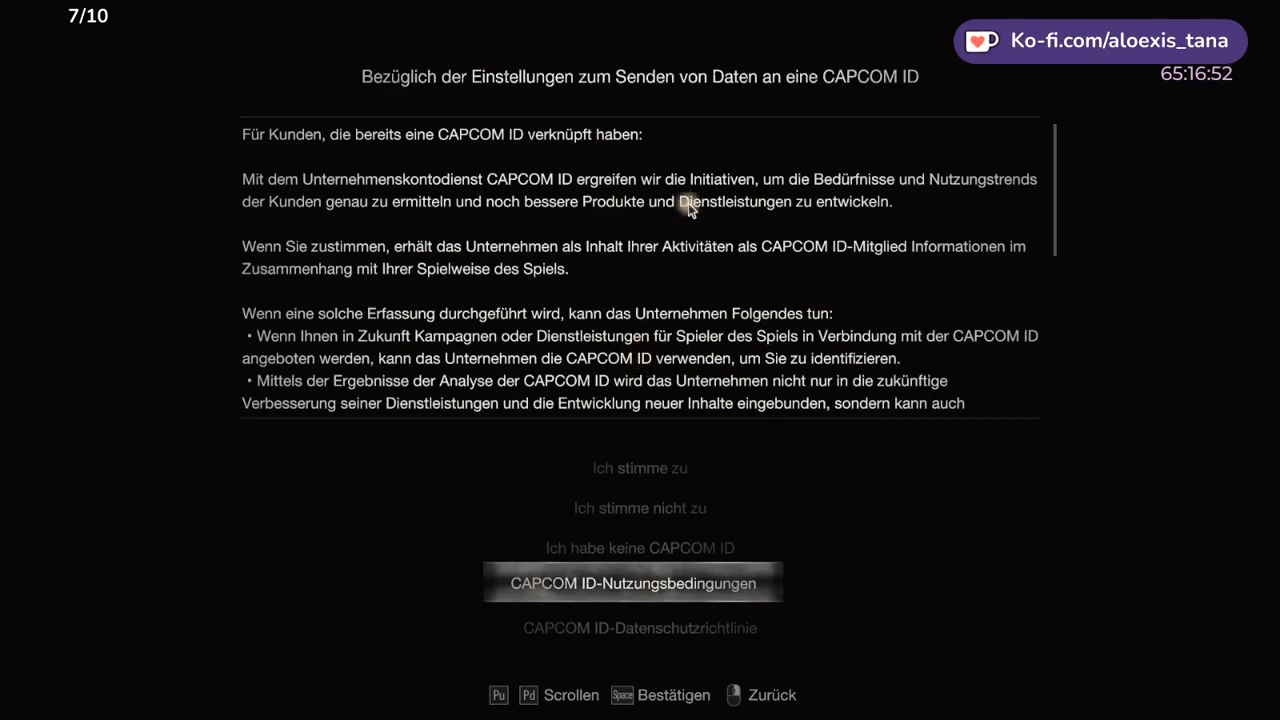 7/10
Ko-fi.com/aloexis_tana
65:16:52
Bezüglich der Einstellungen zum Senden von Daten an eine CAPCOM ID
Für Kunden, die bereits eine CAPCOM ID verknüpft haben:
Mit dem Unternehmenskontodienst CAPCOM ID ergreifen wir die Initiativen, um die Bedürfnisse und Nutzungstrends
der Kunden genau zu ermitteln und noch bessere Produkte und Dienstleistungen zu entwickeln.
Wenn Sie zustimmen, erhält das Unternehmen als Inhalt Ihrer Aktivitäten als CAPCOM ID-Mitglied Informationen im
Zusammenhang mit Ihrer Spielweise des Spiels.
Wenn eine solche Erfassung durchgeführt wird, kann das Unternehmen Folgendes tun:
・Wenn Ihnen in Zukunft Kampagnen oder Dienstleistungen für Spieler des Spiels in Verbindung mit der CAPCOM ID
angeboten werden, kann das Unternehmen die CAPCOM ID verwenden, um Sie zu identifizieren.
・Mittels der Ergebnisse der Analyse der CAPCOM ID wird das Unternehmen nicht nur in die zukünftige
Verbesserung seiner Dienstleistungen und die Entwicklung neuer Inhalte eingebunden, sondern kann auch
Ich stimme zu
Ich stimme nicht zu
Ich habe keine CAPCOM ID
CAPCOM ID-Nutzungsbedingungen
CAPCOM ID-Datenschutzrichtlinie
Pu Pd Scrollen Space Bestätigen Zurück